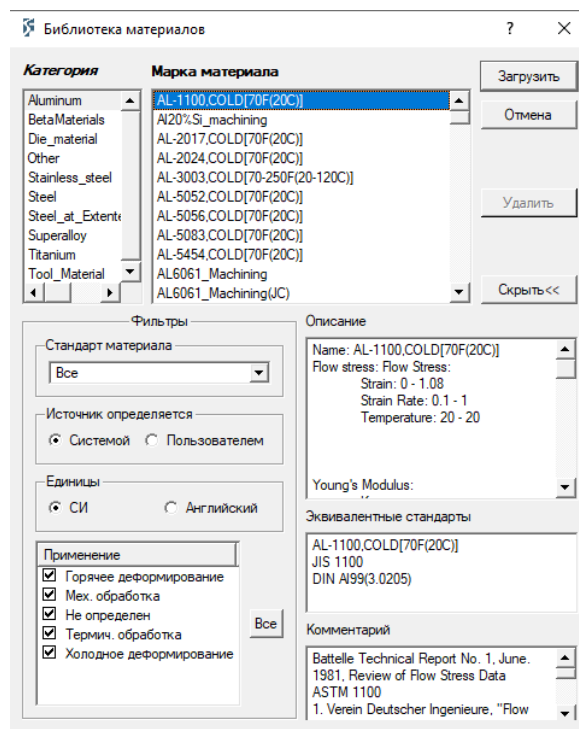 Библиотека материалов
?
Категория
Марка материала
Aluminum
BetaMaterials
Die_material
Other
Stainless_steel
Steel
Steel_at_Extente
Superalloy
Titanium
Tool_Material
AL-1100,COLD[70F(20C)]
Al20%Si_machining
AL-2017,COLD[70F(20C)]
AL-2024,COLD[70F(20C)]
AL-3003,COLD[70-250F(20-120C)]
AL-5052,COLD[70F(20C)]
AL-5056,COLD[70F(20C)]
AL-5083,COLD[70F(20C)]
AL-5454,COLD[70F(20C)]
AL6061_Machining
AL6061_Machining(JC)
Загрузить
Отмена
Удалить
Скрыть<<
Фильтры
Стандарт материала
Все
Источник определяется
Системой
Пользователем
Единицы
СИ
Английский
Применение
Горячее деформирование
Мех. обработка
Не определен
Термич. обработка
Холодное деформирование
Все
Описание
Name: AL-1100,COLD[70F(20C)]
Flow stress: Flow Stress:
Strain: 0 - 1.08
Strain Rate: 0.1 - 1
Temperature: 20 - 20
Young's Modulus:
Эквивалентные стандарты
AL-1100,COLD[70F(20C)]
JIS 1100
DIN Al99(3.0205)
Комментарий
Battelle Technical Report No. 1, June.
1981, Review of Flow Stress Data
ASTM 1100
1. Verein Deutscher Ingenieure, "Flow